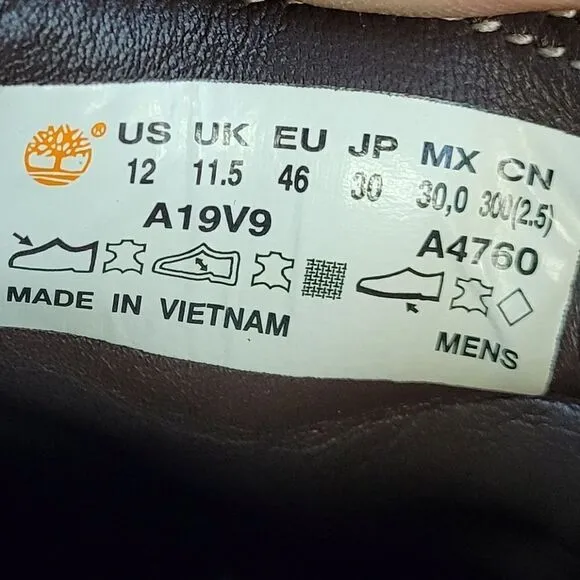 ® US UK EU JP MX CN
12 11.5 46 30 30,0 300(2.5)
A19V9 A4760
MADE IN VIETNAM MENS